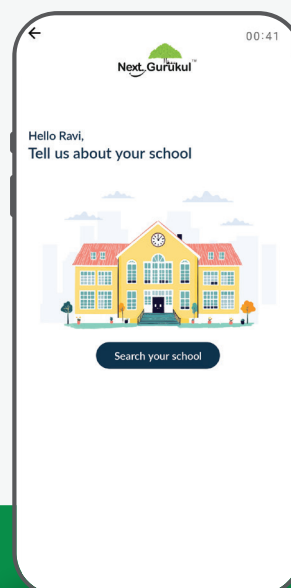 00:41
Next Gurukul™
Hello Ravi,
Tell us about your school
Search your school